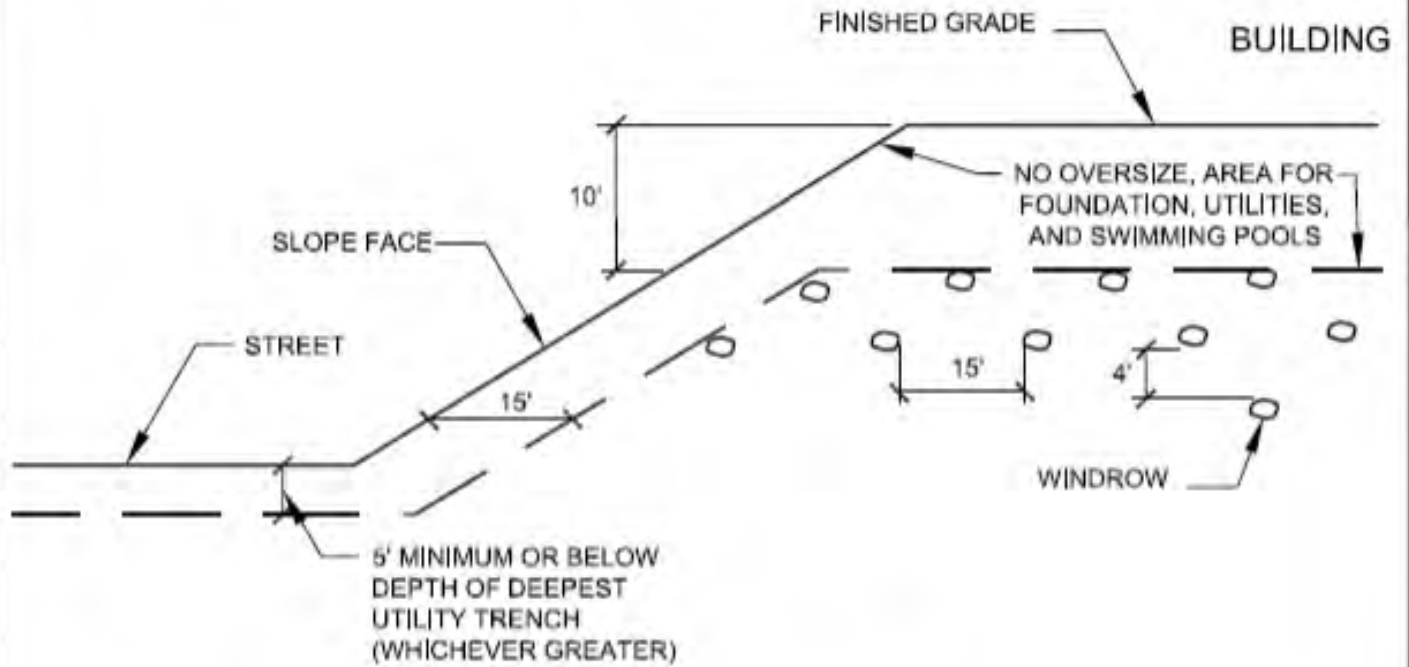 FINISHED GRADE
BUILDING
10'
NO OVERSIZE, AREA FOR
FOUNDATION, UTILITIES,
AND SWIMMING POOLS
SLOPE FACE
STREET
15'
15'
4'
WINDROW
5' MINIMUM OR BELOW
DEPTH OF DEEPEST
UTILITY TRENCH
(WHICHEVER GREATER)